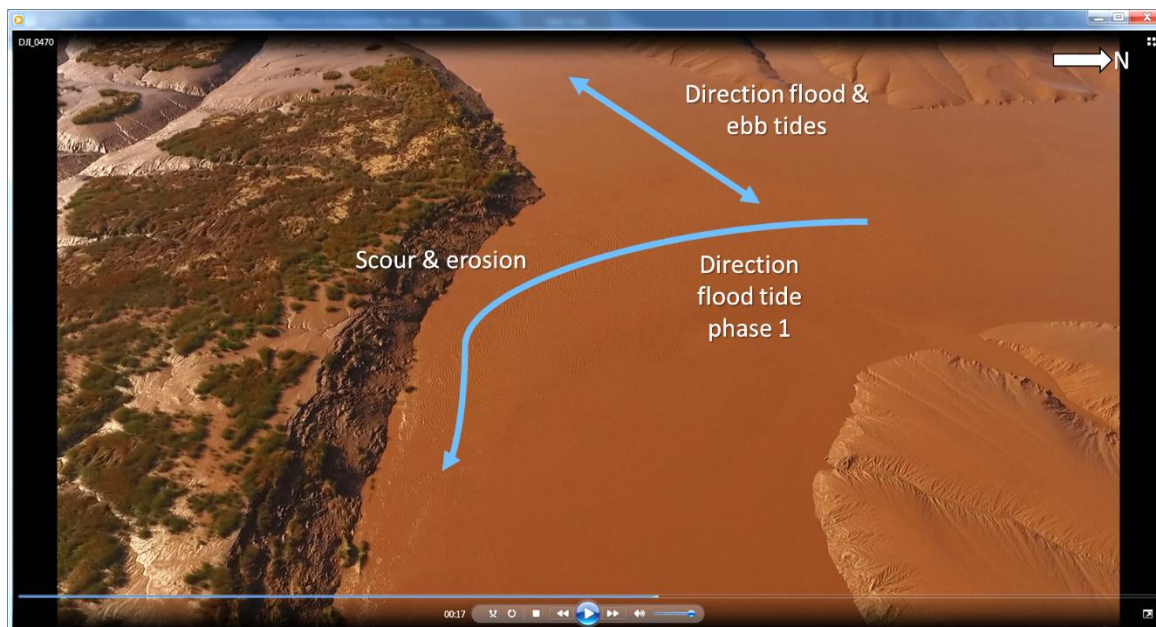 DJI_0470
N
Direction flood &
ebb tides
Scour & erosion
Direction
flood tide
phase 1
00:17